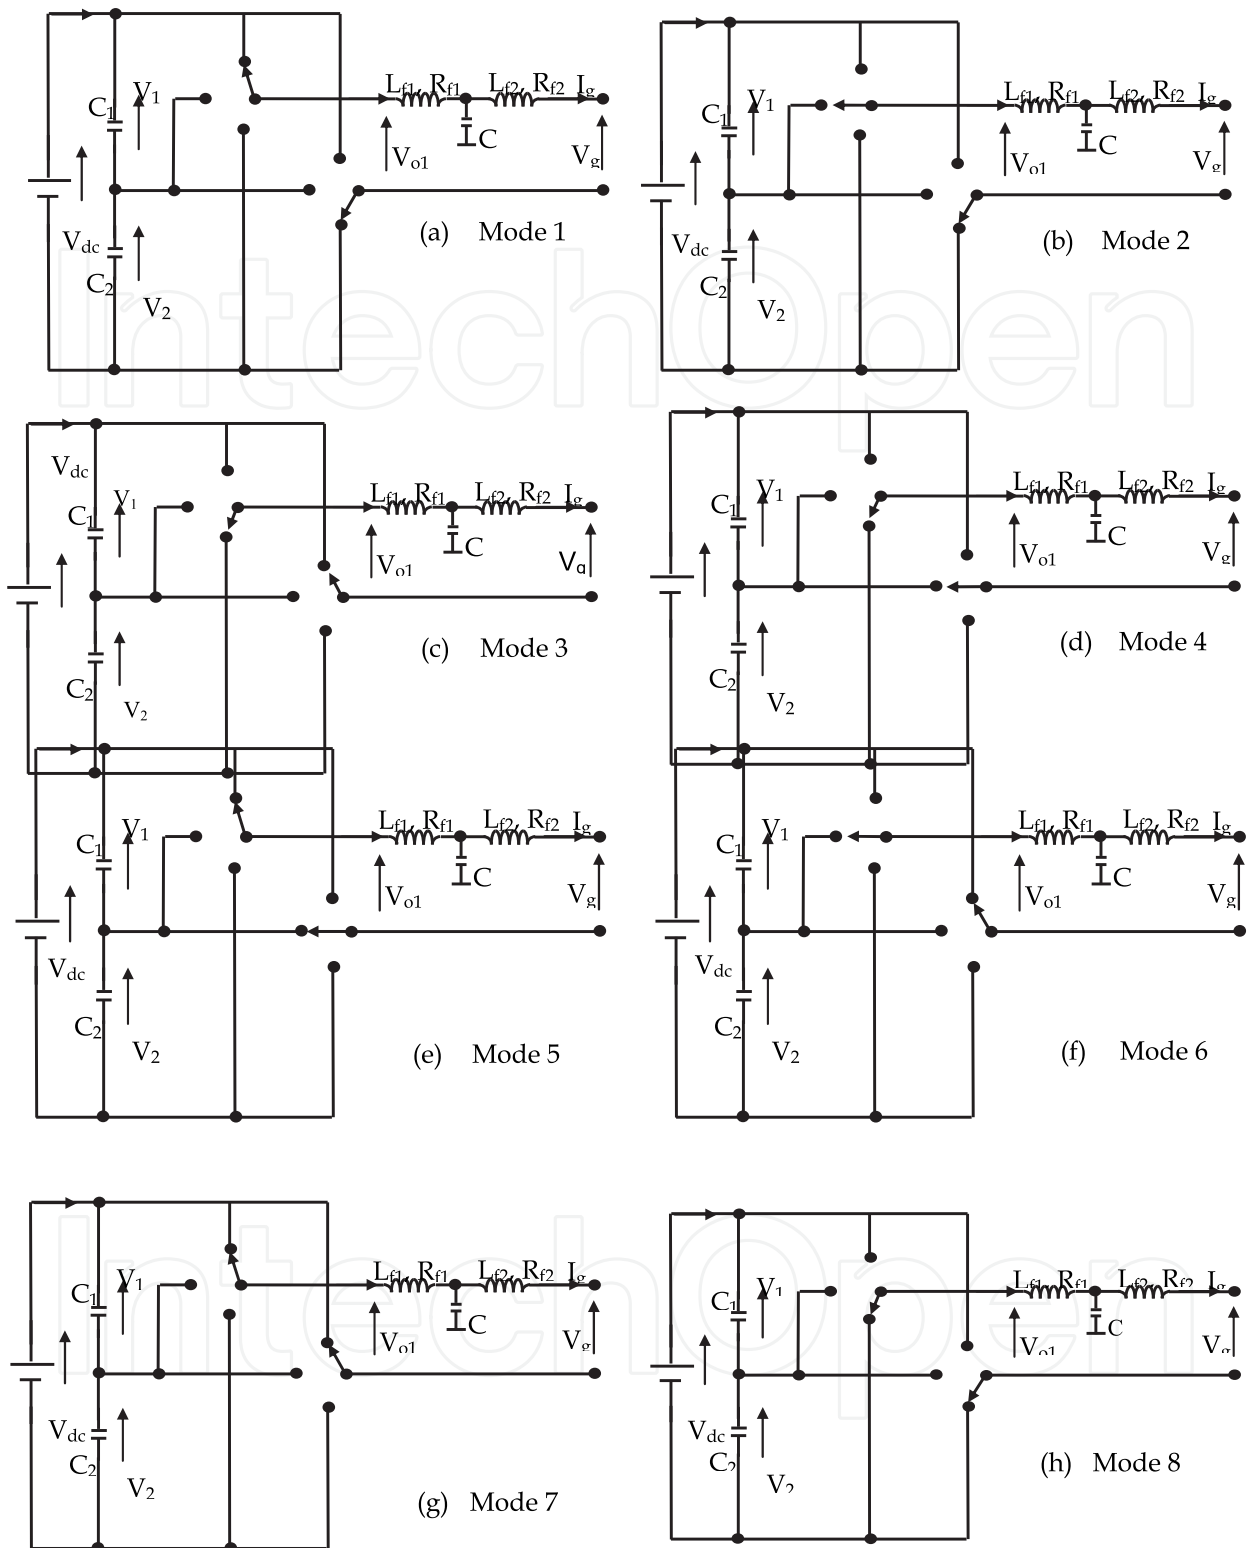 C1 V1 Lf1, Rf1 Lf2, Rf2 Ig
Vo1 C Vg
Vdc
C2 V2
(a) Mode 1
C1 V1 Lf1, Rf1 Lf2, Rf2 Ig
Vo1 C Vg
Vdc
C2 V2
(b) Mode 2
Vdc
C1 V1 Lf1, Rf1 Lf2, Rf2 Ig
Vo1 C Vg
C2 V2
(c) Mode 3
C1 V1 Lf1, Rf1 Lf2, Rf2 Ig
Vo1 C Vg
C2 V2
(d) Mode 4
C1 V1 Lf1, Rf1 Lf2, Rf2 Ig
Vo1 C Vg
Vdc
C2 V2
(e) Mode 5
C1 V1 Lf1, Rf1 Lf2, Rf2 Ig
Vo1 C Vg
Vdc
C2 V2
(f) Mode 6
C1 V1 Lf1, Rf1 Lf2, Rf2 Ig
Vo1 C Vg
Vdc
C2 V2
(g) Mode 7
C1 V1 Lf1, Rf1 Lf2, Rf2 Ig
Vo1 C Vg
Vdc
C2 V2
(h) Mode 8
IntechOpen
IntechOpen